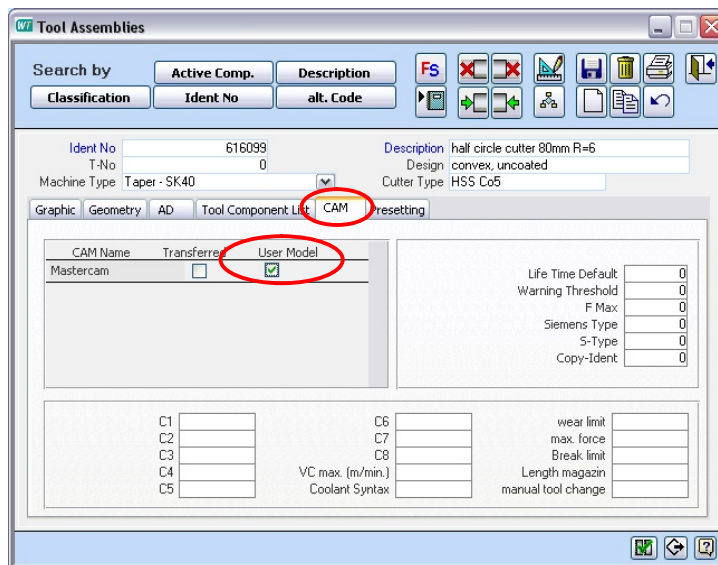 WT Tool Assemblies
Search by Active Comp. Description FS
Classification Ident No alt. Code
Ident No 616099 Description half circle cutter 80mm R=6
T-No 0 Design convex, uncoated
Machine Type Taper - SK40 Cutter Type HSS Co5
Graphic Geometry AD Tool Component List CAM Presetting
CAM Name Transferred User Model
Mastercam
Life Time Default 0
Warning Threshold 0
F Max 0
Siemens Type 0
S-Type 0
Copy-Ident 0
C1 C6 wear limit
C2 C7 max. force
C3 C8 Break limit
C4 VC max. (m/min.) Length magazin
C5 Coolant Syntax manual tool change